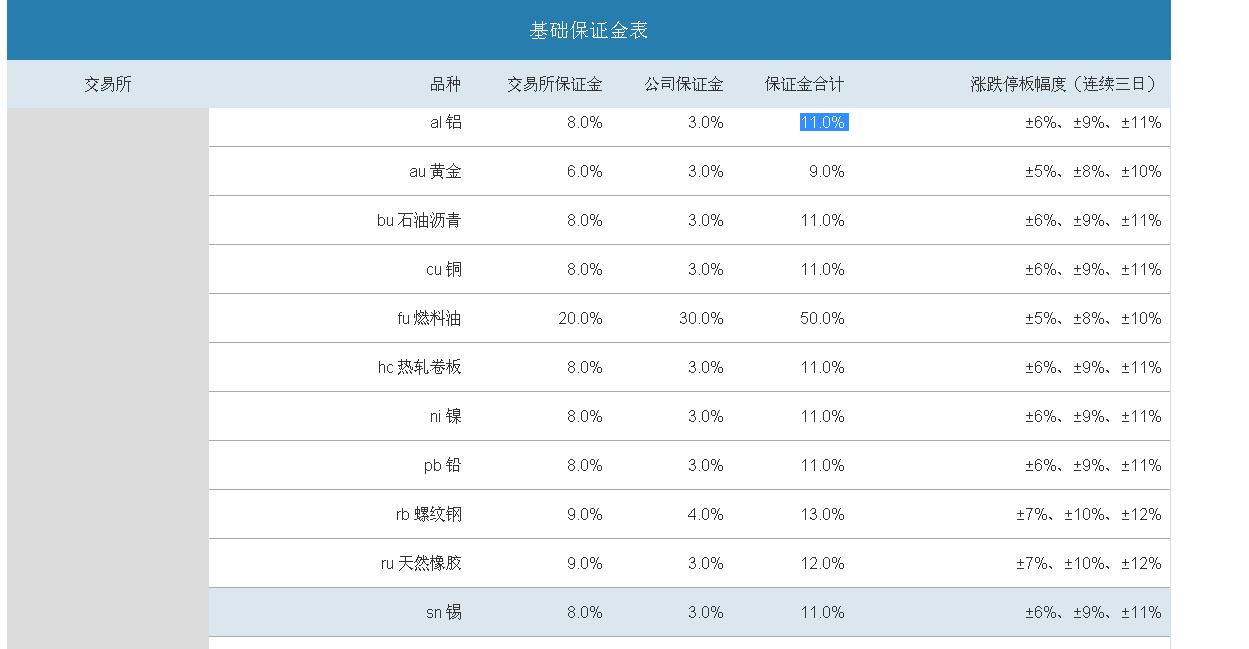 基础保证金表
交易所 品种 交易所保证金 公司保证金 保证金合计 涨跌停板幅度（连续三日）
al 铝 8.0% 3.0% 11.0% ±6%、±9%、±11%
au 黄金 6.0% 3.0% 9.0% ±5%、±8%、±10%
bu 石油沥青 8.0% 3.0% 11.0% ±6%、±9%、±11%
cu 铜 8.0% 3.0% 11.0% ±6%、±9%、±11%
fu 燃料油 20.0% 30.0% 50.0% ±5%、±8%、±10%
hc 热轧卷板 8.0% 3.0% 11.0% ±6%、±9%、±11%
ni 镍 8.0% 3.0% 11.0% ±6%、±9%、±11%
pb 铅 8.0% 3.0% 11.0% ±6%、±9%、±11%
rb 螺纹钢 9.0% 4.0% 13.0% ±7%、±10%、±12%
ru 天然橡胶 9.0% 3.0% 12.0% ±7%、±10%、±12%
sn 锡 8.0% 3.0% 11.0% ±6%、±9%、±11%